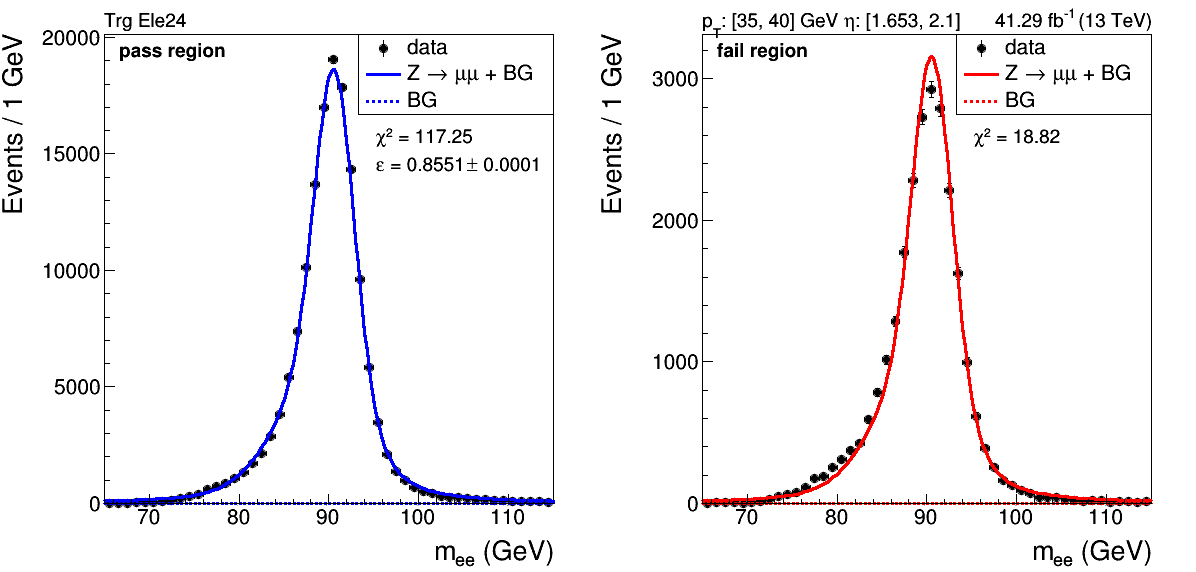 Trg Ele24
pass region
data
Z → μμ + BG
BG
χ² = 117.25
ε = 0.8551 ± 0.0001
Events / 1 GeV
20000
15000
10000
5000
0
70 80 90 100 110
m_ee (GeV)
p_T: [35, 40] GeV η: [1.653, 2.1] 41.29 fb⁻¹ (13 TeV)
fail region
data
Z → μμ + BG
BG
χ² = 18.82
Events / 1 GeV
3000
2000
1000
0
70 80 90 100 110
m_ee (GeV)